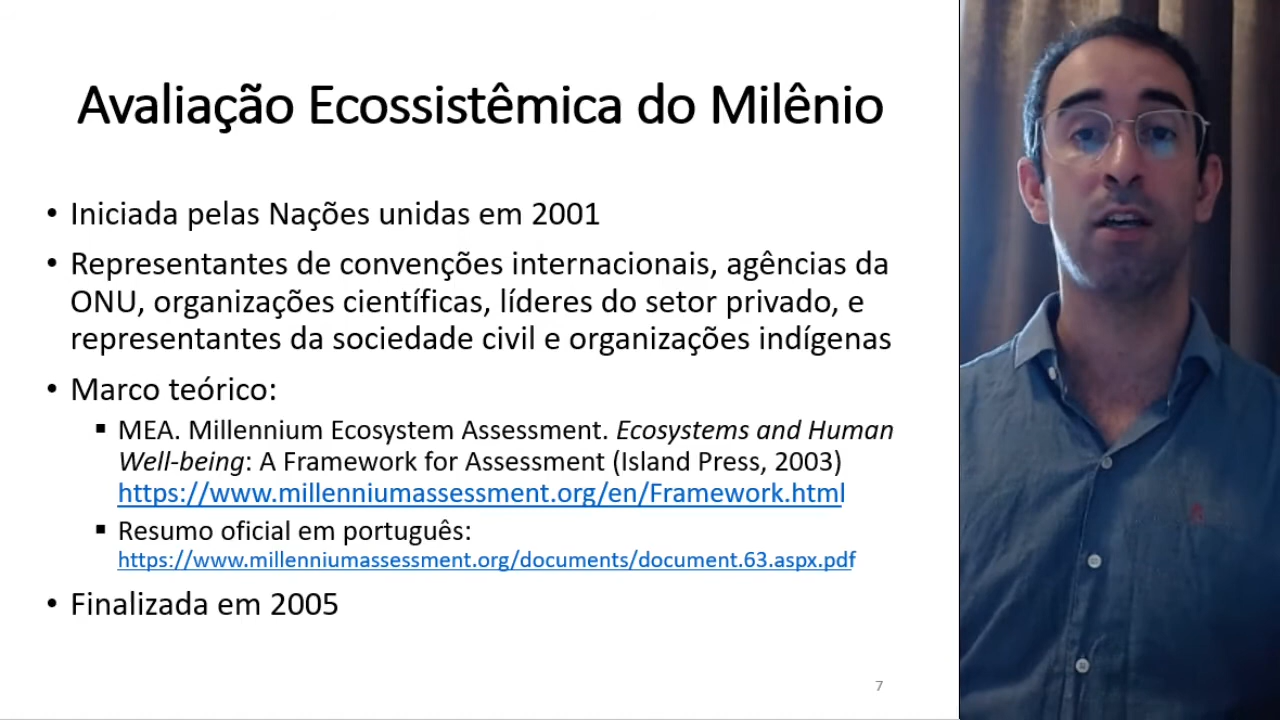 Avaliação Ecossistêmica do Milênio
• Iniciada pelas Nações unidas em 2001
• Representantes de convenções internacionais, agências da
ONU, organizações científicas, líderes do setor privado, e
representantes da sociedade civil e organizações indígenas
• Marco teórico:
▪ MEA. Millennium Ecosystem Assessment. Ecosystems and Human
Well-being: A Framework for Assessment (Island Press, 2003)
https://www.millenniumassessment.org/en/Framework.html
▪ Resumo oficial em português:
https://www.millenniumassessment.org/documents/document.63.aspx.pdf
• Finalizada em 2005
7